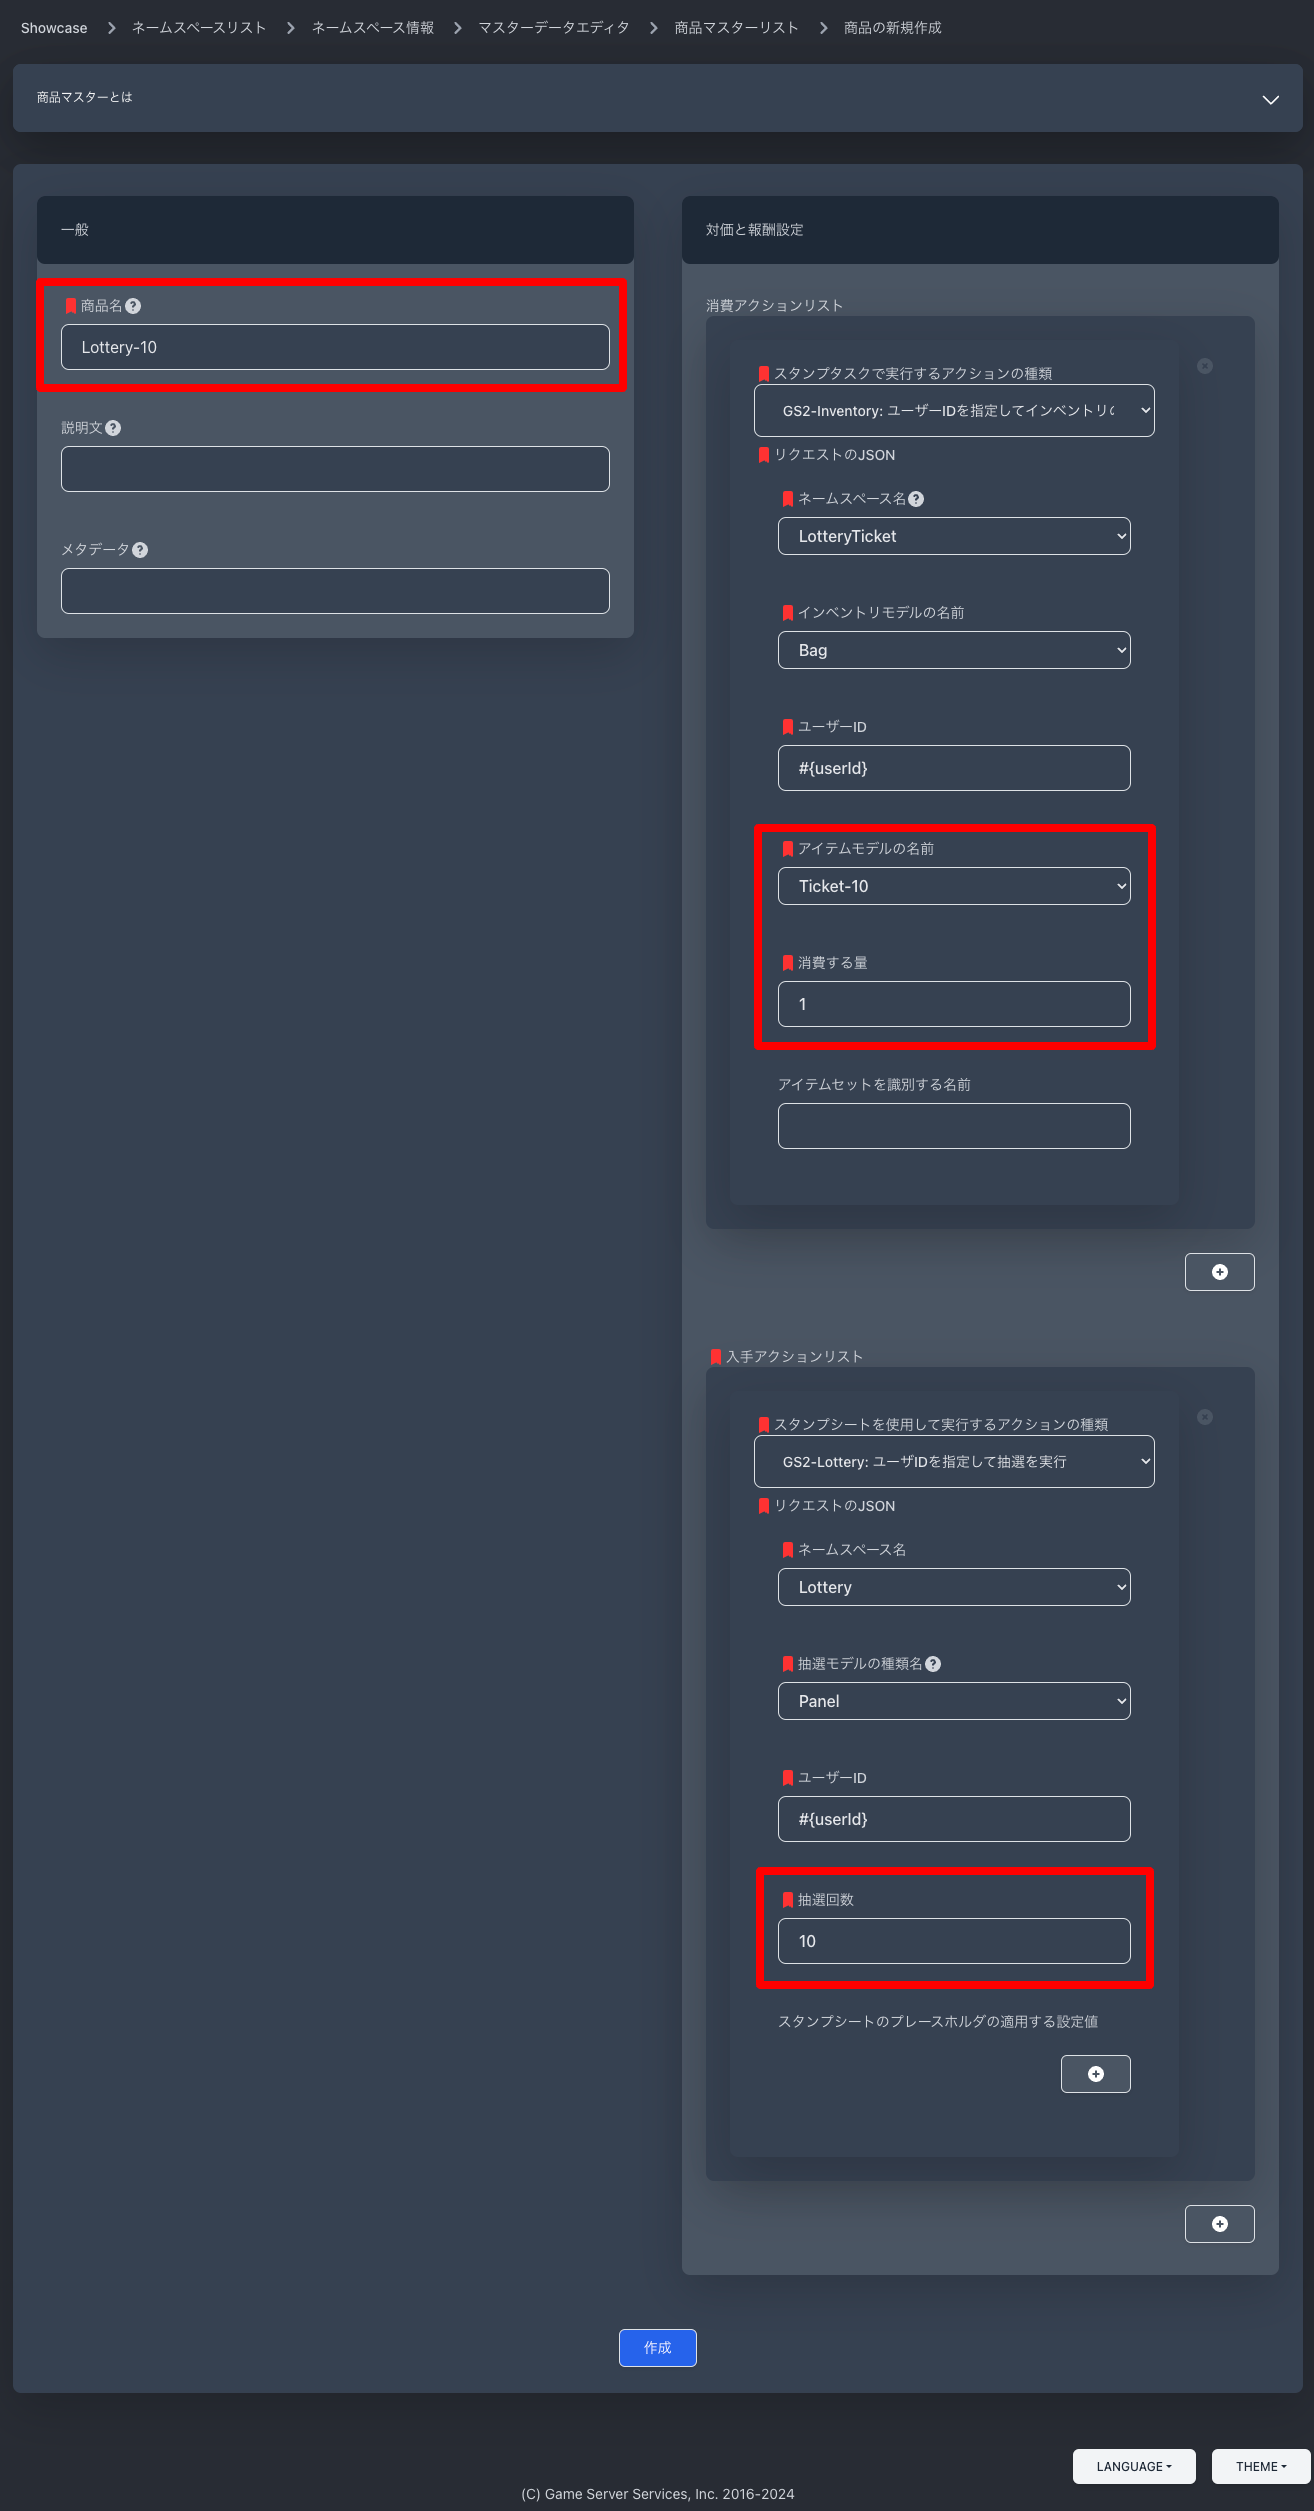 Showcase > ネームスペースリスト > ネームスペース情報 > マスターデータエディタ > 商品マスターリスト > 商品の新規作成
商品マスターとは
一般
商品名
Lottery-10
説明文
メタデータ
対価と報酬設定
消費アクションリスト
スタンプタスクで実行するアクションの種類
GS2-Inventory: ユーザーIDを指定してインベントリ
リクエストのJSON
ネームスペース名
LotteryTicket
インベントリモデルの名前
Bag
ユーザーID
#{userId}
アイテムモデルの名前
Ticket-10
消費する量
1
アイテムセットを識別する名前
入手アクションリスト
スタンプシートを使用して実行するアクションの種類
GS2-Lottery: ユーザIDを指定して抽選を実行
リクエストのJSON
ネームスペース名
Lottery
抽選モデルの種類名
Panel
ユーザーID
#{userId}
抽選回数
10
スタンプシートのプレースホルダの適用する設定値
作成
LANGUAGE
THEME
(C) Game Server Services, Inc. 2016-2024